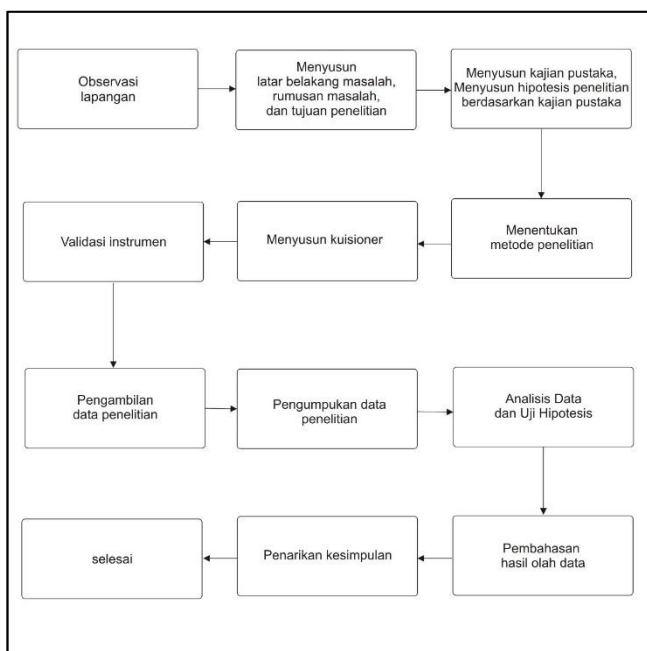 Observasi
lapangan
Menyusun
latar belakang masalah,
rumusan masalah,
dan tujuan penelitian
Menyusun kajian pustaka,
Menyusun hipotesis penelitian
berdasarkan kajian pustaka
Menentukan
metode penelitian
Menyusun kuisioner
Validasi instrumen
Pengambilan
data penelitian
Pengumpukan data
penelitian
Analisis Data
dan Uji Hipotesis
Pembahasan
hasil olah data
Penarikan kesimpulan
selesai